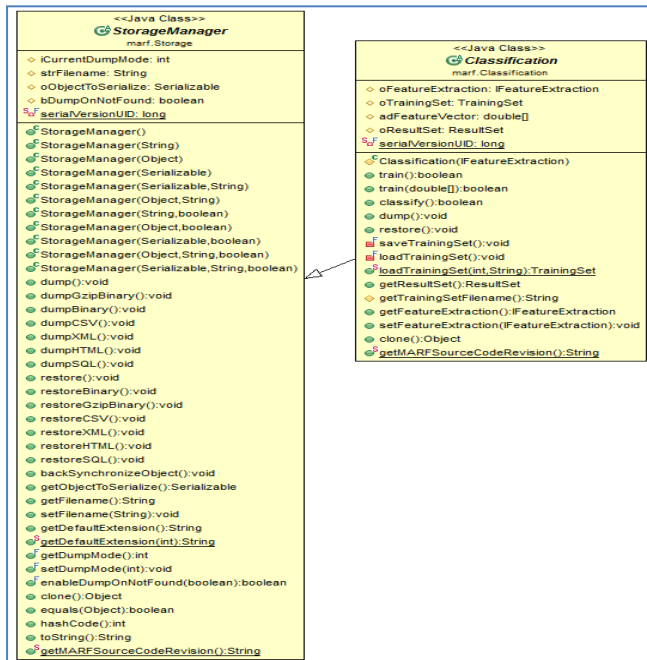 <<Java Class>>
StorageManager
marf.Storage
iCurrentDumpMode: int
strFilename: String
oObjectToSerialize: Serializable
bDumpOnNotFound: boolean
serialVersionUID: long
StorageManager()
StorageManager(String)
StorageManager(Object)
StorageManager(Serializable)
StorageManager(Serializable,String)
StorageManager(Object,String)
StorageManager(String,boolean)
StorageManager(Object,boolean)
StorageManager(Serializable,boolean)
StorageManager(Object,String,boolean)
StorageManager(Serializable,String,boolean)
dump():void
dumpGzipBinary():void
dumpBinary():void
dumpCSV():void
dumpXML():void
dumpHTML():void
dumpSQL():void
restore():void
restoreBinary():void
restoreGzipBinary():void
restoreCSV():void
restoreXML():void
restoreHTML():void
restoreSQL():void
backSynchronizeObject():void
getObjectToSerialize():Serializable
getFilename():String
setFilename(String):void
getDefaultExtension():String
getDefaultExtension(int):String
getDumpMode():int
setDumpMode(int):void
enableDumpOnNotFound(boolean):boolean
clone():Object
equals(Object):boolean
hashCode():int
toString():String
getMARFSourceCodeRevision():String
<<Java Class>>
Classification
marf.Classification
oFeatureExtraction: IFeatureExtraction
oTrainingSet: TrainingSet
adFeatureVector: double[]
oResultSet: ResultSet
serialVersionUID: long
Classification(IFeatureExtraction)
train():boolean
train(double[]):boolean
classify():boolean
dump():void
restore():void
saveTrainingSet():void
loadTrainingSet():void
loadTrainingSet(int,String):TrainingSet
getResultSet():ResultSet
getTrainingSetFilename():String
getFeatureExtraction():IFeatureExtraction
setFeatureExtraction(IFeatureExtraction):void
clone():Object
getMARFSourceCodeRevision():String